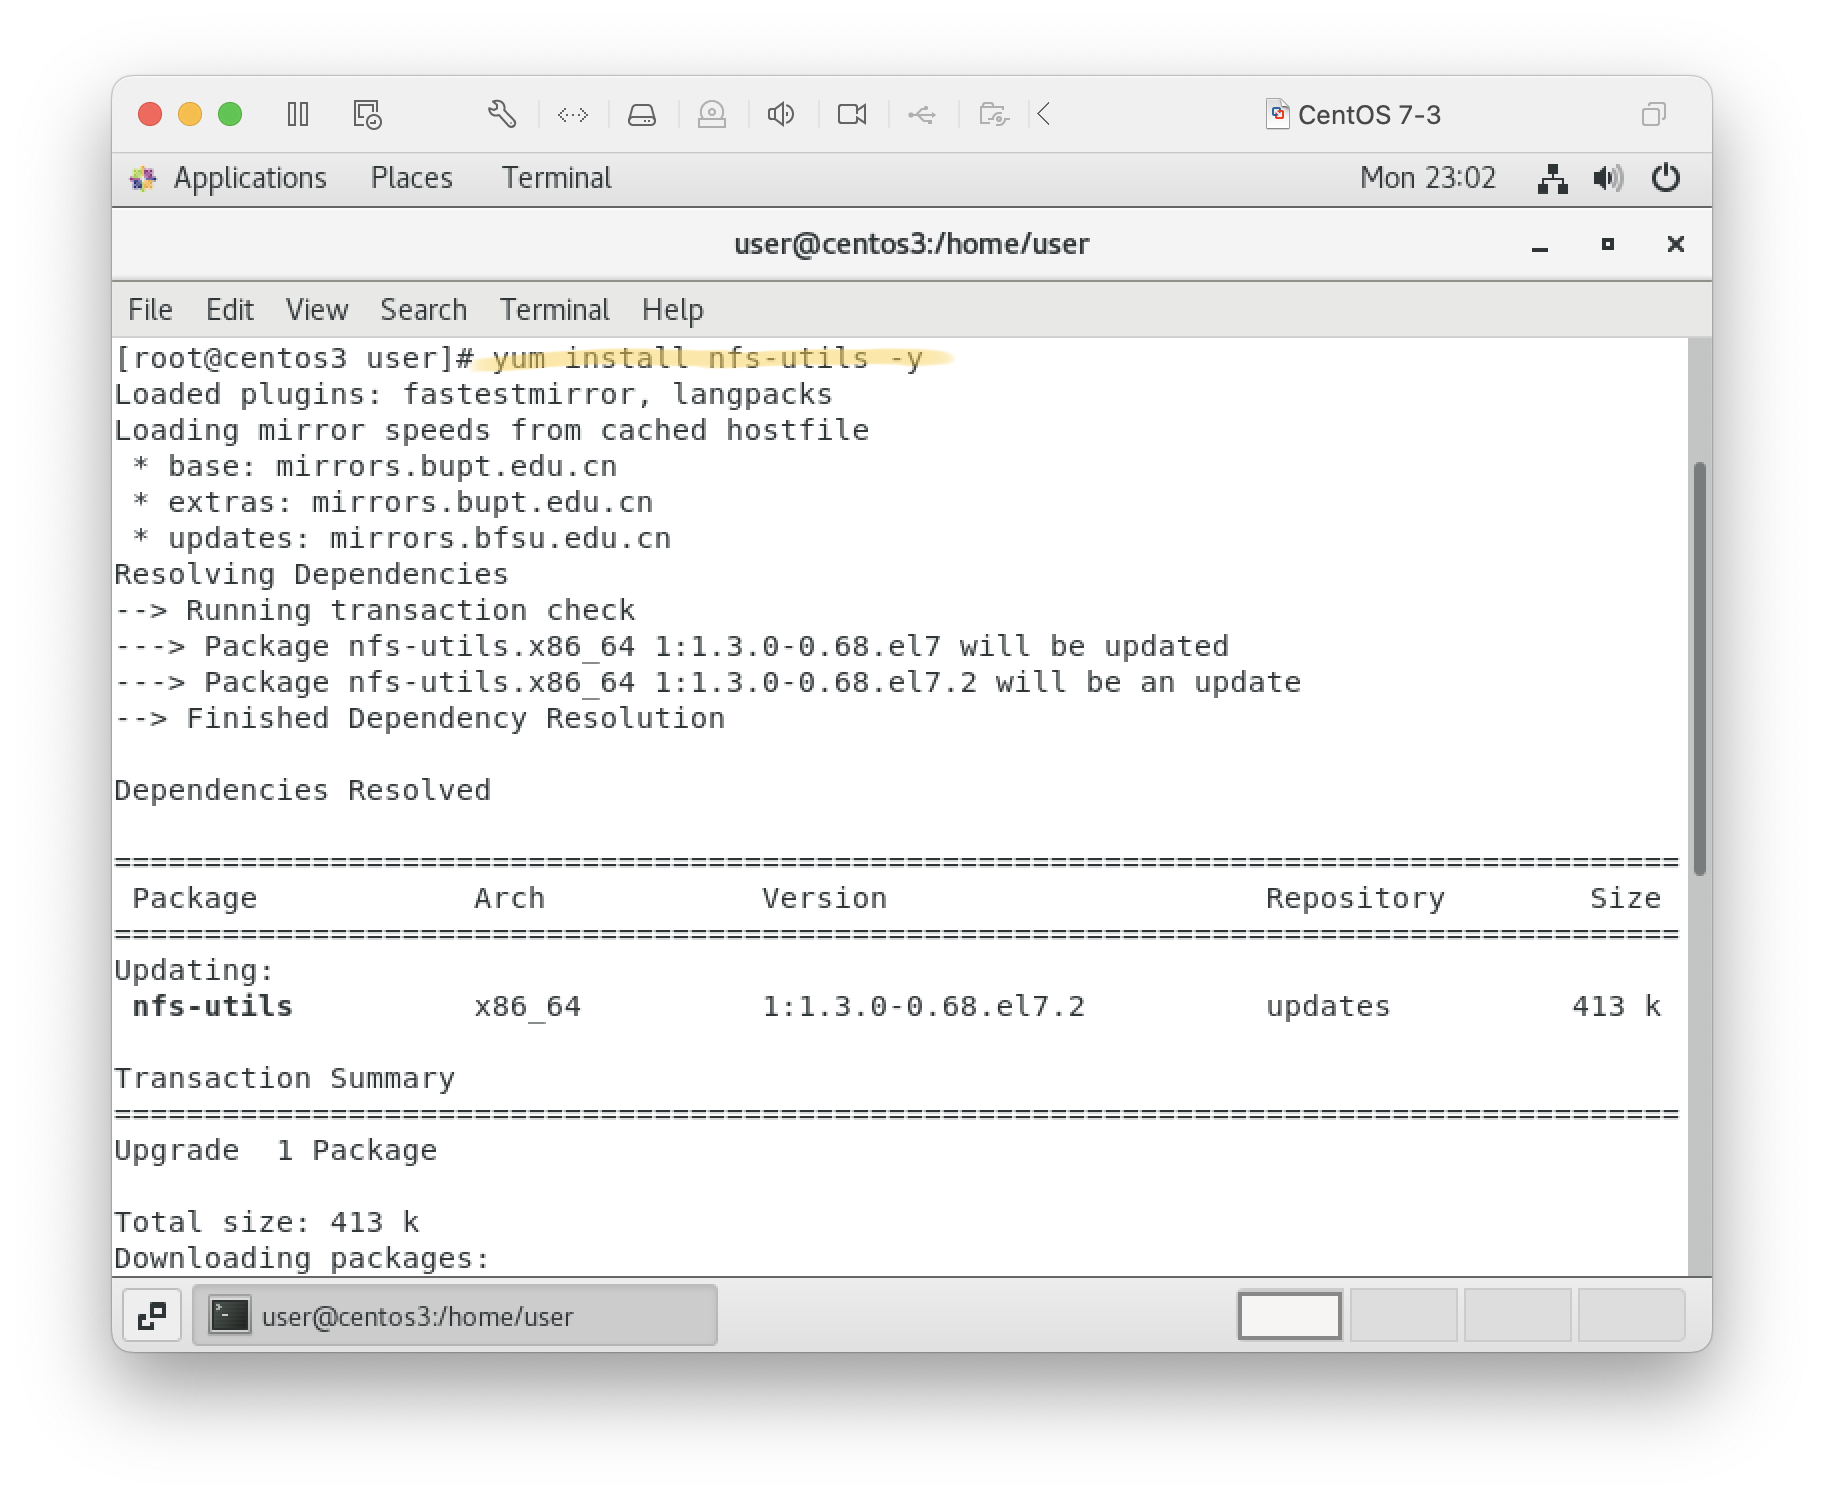 CentOS 7-3
Applications Places Terminal Mon 23:02
user@centos3:/home/user
File Edit View Search Terminal Help
[root@centos3 user]# yum install nfs-utils -y
Loaded plugins: fastestmirror, langpacks
Loading mirror speeds from cached hostfile
 * base: mirrors.bupt.edu.cn
 * extras: mirrors.bupt.edu.cn
 * updates: mirrors.bfsu.edu.cn
Resolving Dependencies
--> Running transaction check
---> Package nfs-utils.x86_64 1:1.3.0-0.68.el7 will be updated
---> Package nfs-utils.x86_64 1:1.3.0-0.68.el7.2 will be an update
--> Finished Dependency Resolution
Dependencies Resolved
=======================================================================================
 Package            Arch            Version                     Repository        Size
=======================================================================================
Updating:
 nfs-utils          x86_64          1:1.3.0-0.68.el7.2          updates          413 k
Transaction Summary
=======================================================================================
Upgrade  1 Package
Total size: 413 k
Downloading packages:
user@centos3:/home/user